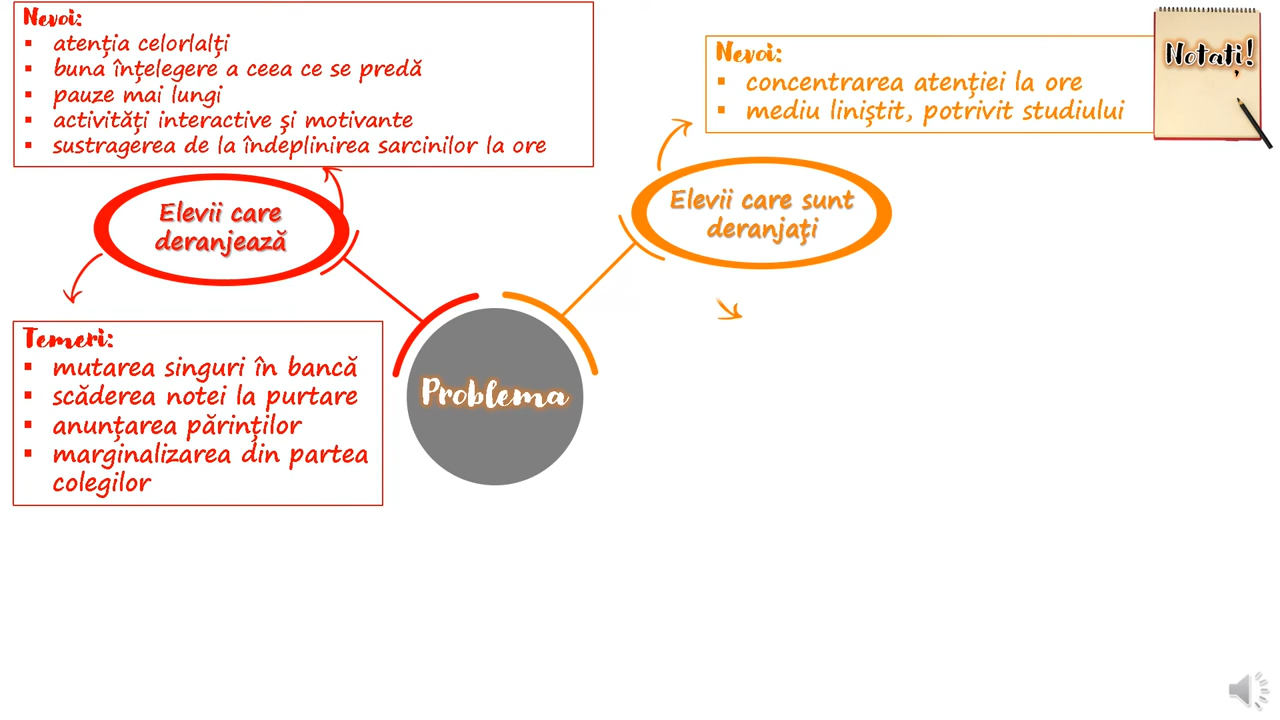 Nevoi:
▪ atenția celorlalți
▪ buna înțelegere a ceea ce se predă
▪ pauze mai lungi
▪ activități interactive și motivante
▪ sustragerea de la îndeplinirea sarcinilor la ore
Nevoi:
▪ concentrarea atenției la ore
▪ mediu liniștit, potrivit studiului
Notați!
Elevii care
deranjează
Elevii care sunt
deranjați
Temeri:
▪ mutarea singuri în bancă
▪ scăderea notei la purtare
▪ anunțarea părinților
▪ marginalizarea din partea
colegilor
Problema